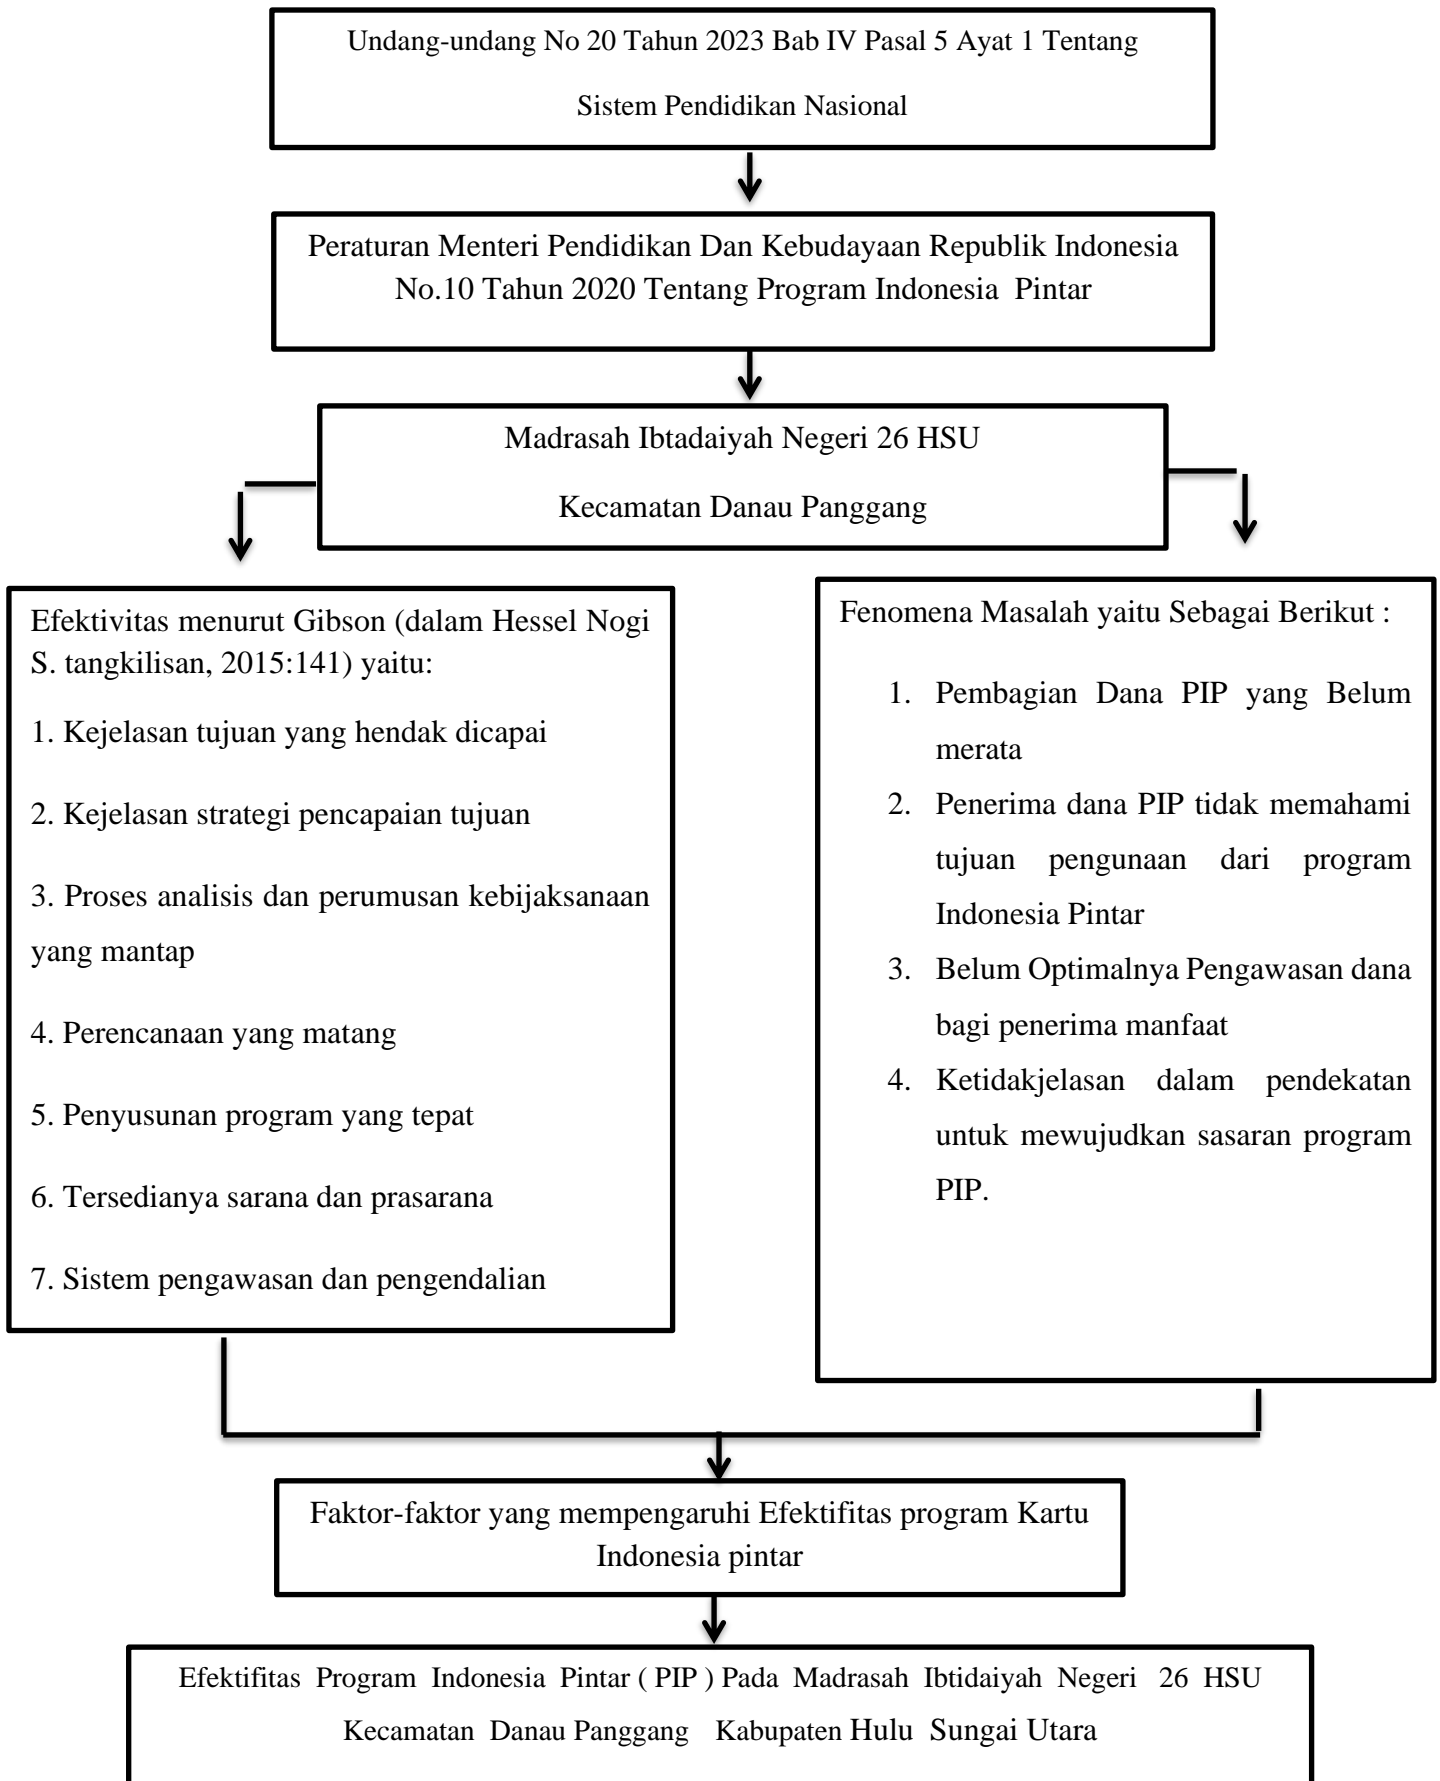 Undang-undang No 20 Tahun 2023 Bab IV Pasal 5 Ayat 1 Tentang
Sistem Pendidikan Nasional
Peraturan Menteri Pendidikan Dan Kebudayaan Republik Indonesia
No.10 Tahun 2020 Tentang Program Indonesia Pintar
Madrasah Ibtadaiyah Negeri 26 HSU
Kecamatan Danau Panggang
Efektivitas menurut Gibson (dalam Hessel Nogi
S. tangkilisan, 2015:141) yaitu:
1. Kejelasan tujuan yang hendak dicapai
2. Kejelasan strategi pencapaian tujuan
3. Proses analisis dan perumusan kebijaksanaan
yang mantap
4. Perencanaan yang matang
5. Penyusunan program yang tepat
6. Tersedianya sarana dan prasarana
7. Sistem pengawasan dan pengendalian
Fenomena Masalah yaitu Sebagai Berikut :
1. Pembagian Dana PIP yang Belum
merata
2. Penerima dana PIP tidak memahami
tujuan pengunaan dari program
Indonesia Pintar
3. Belum Optimalnya Pengawasan dana
bagi penerima manfaat
4. Ketidakjelasan dalam pendekatan
untuk mewujudkan sasaran program
PIP.
Faktor-faktor yang mempengaruhi Efektifitas program Kartu
Indonesia pintar
Efektifitas Program Indonesia Pintar ( PIP ) Pada Madrasah Ibtidaiyah Negeri 26 HSU
Kecamatan Danau Panggang Kabupaten Hulu Sungai Utara